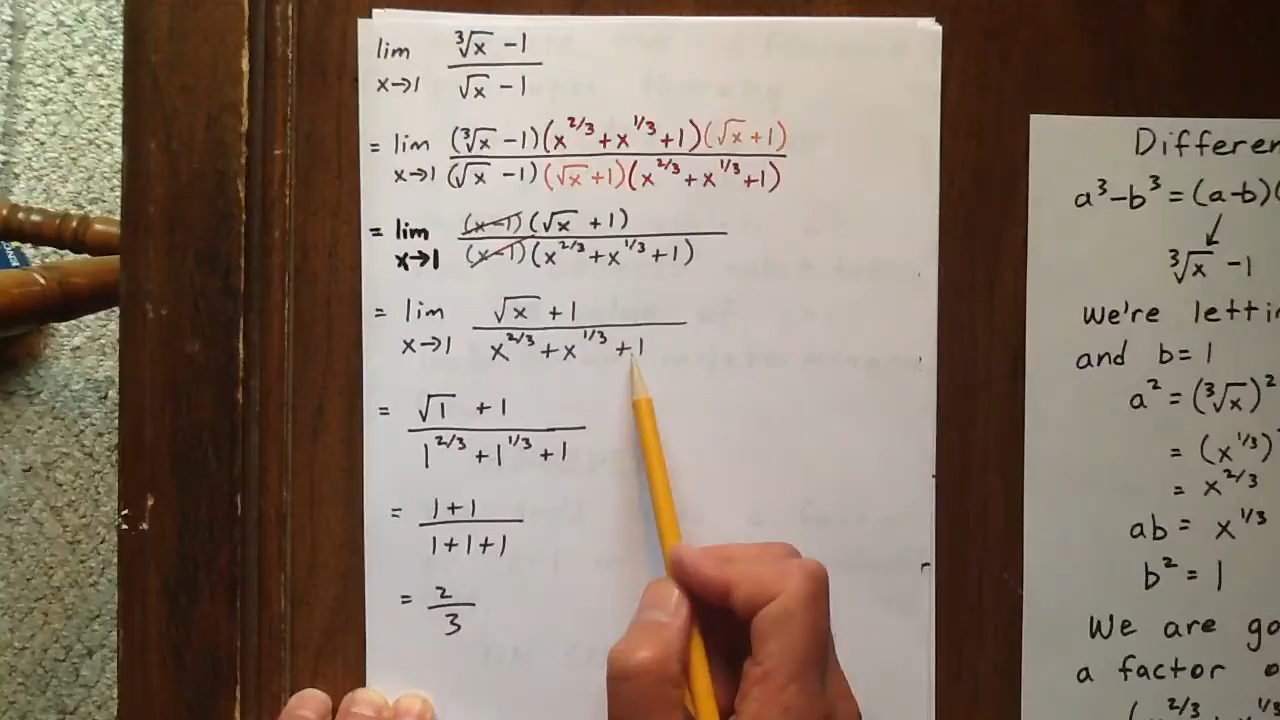 lim x→1 (∛x - 1)/(√x - 1)
= lim x→1 ((∛x - 1)(x^2/3 + x^1/3 + 1)(√x + 1))/((√x - 1)(√x + 1)(x^2/3 + x^1/3 + 1))
= lim x→1 ((x-1)(√x + 1))/((x-1)(x^2/3 + x^1/3 + 1))
= lim x→1 (√x + 1)/(x^2/3 + x^1/3 + 1)
= (√1 + 1)/(1^2/3 + 1^1/3 + 1)
= (1+1)/(1+1+1)
= 2/3
a³-b³ = (a-b)(
∛x - 1
we're
and b=1
a² = (∛x)²
= (x^1/3)
= x^2/3
ab = x^1/3
b² = 1
We are
a factor